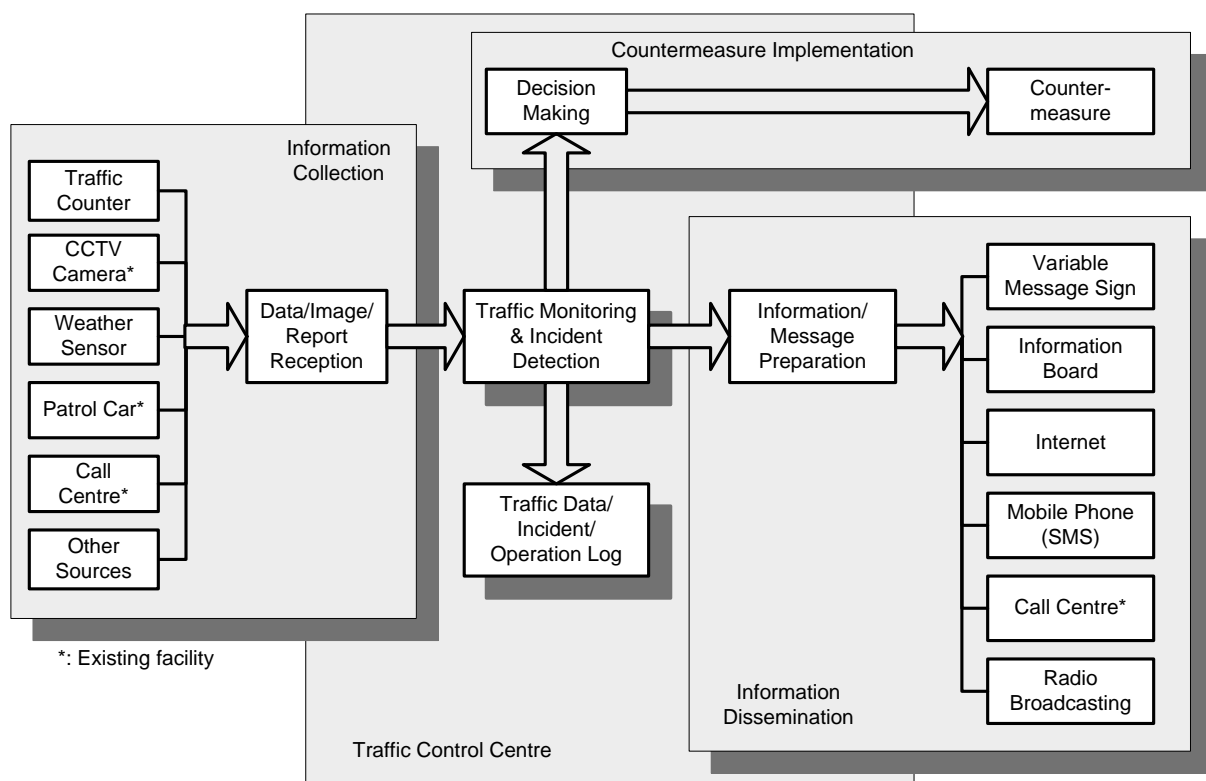 Countermeasure Implementation
Decision
Making
Counter-
measure
Information
Collection
Traffic
Counter
CCTV
Camera*
Weather
Sensor
Patrol Car*
Call
Centre*
Other
Sources
Data/Image/
Report
Reception
Traffic Monitoring
& Incident
Detection
Traffic Data/
Incident/
Operation Log
Information/
Message
Preparation
Variable
Message Sign
Information
Board
Internet
Mobile Phone
(SMS)
Call Centre*
Radio
Broadcasting
Information
Dissemination
*: Existing facility
Traffic Control Centre